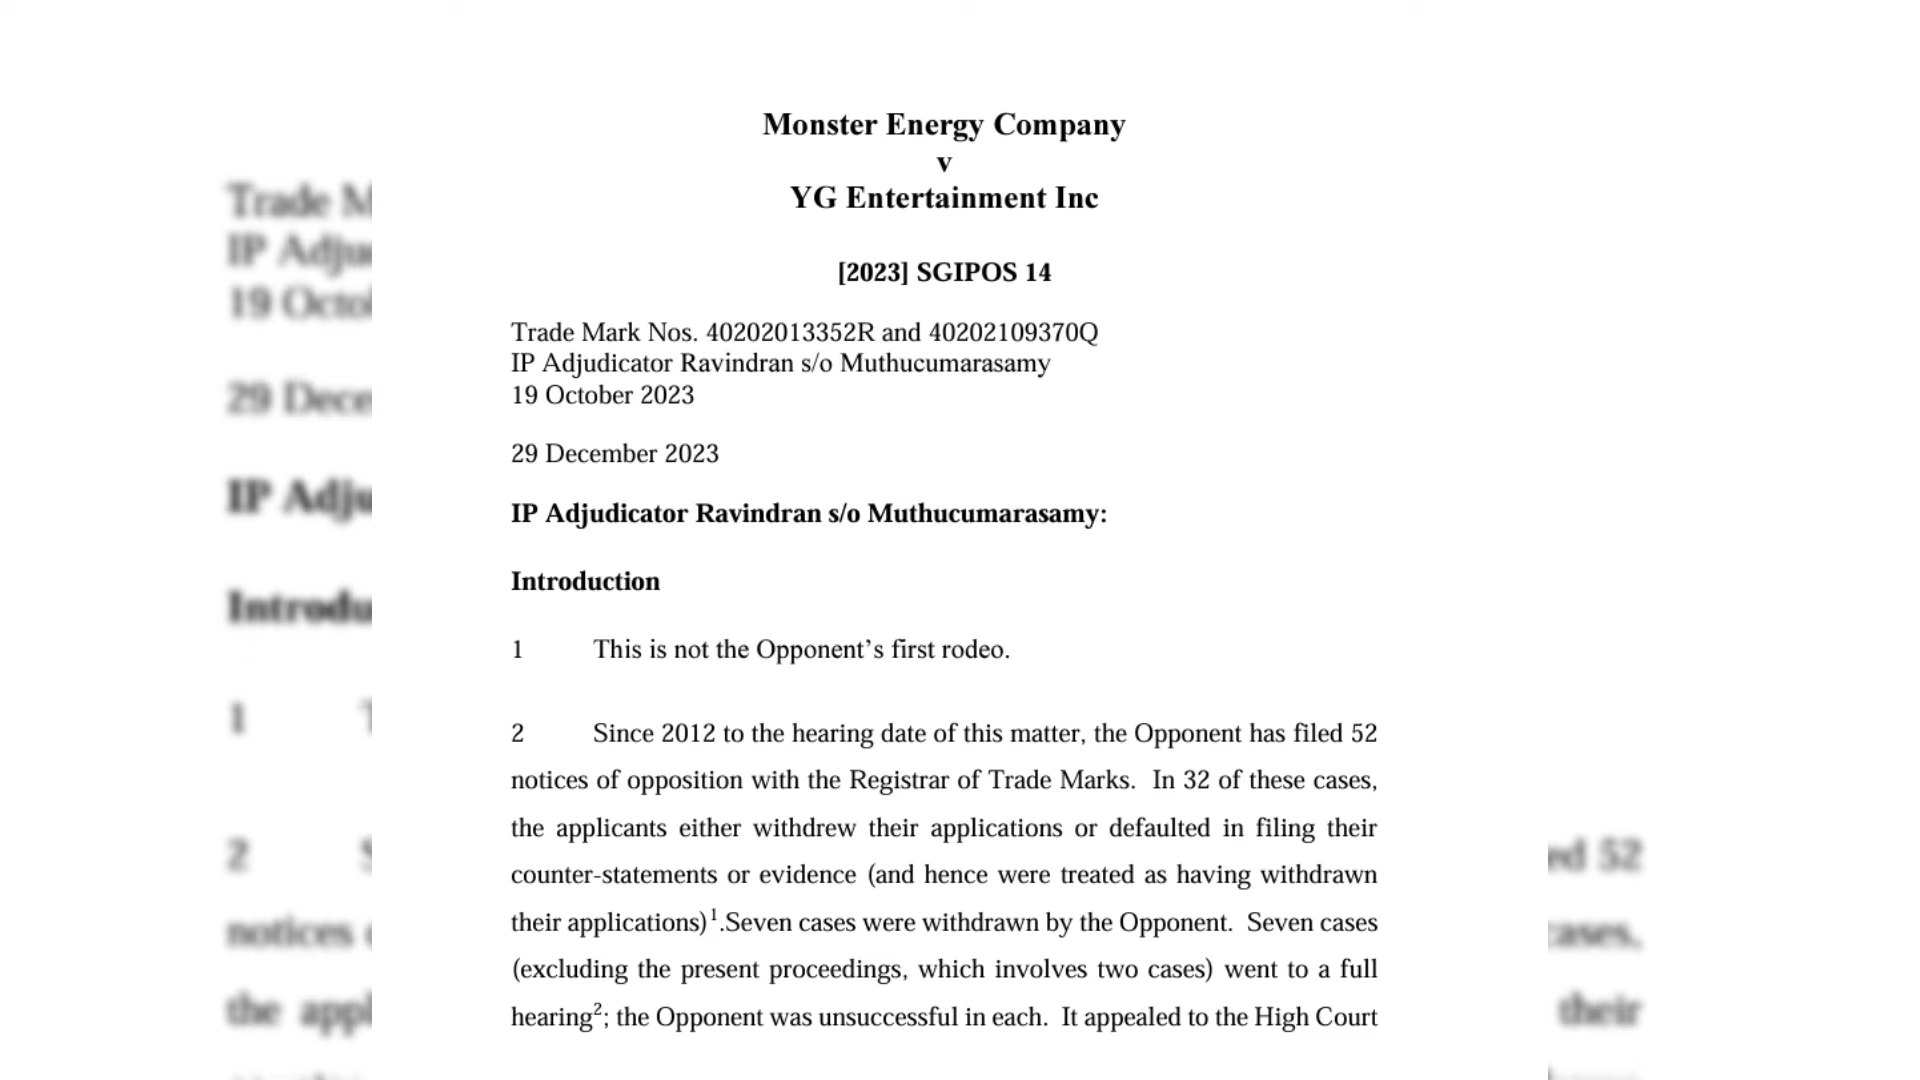 Monster Energy Company
v
YG Entertainment Inc
[2023] SGIPOS 14
Trade Mark Nos. 40202013352R and 40202109370Q
IP Adjudicator Ravindran s/o Muthucumarasamy
19 October 2023
29 December 2023
IP Adjudicator Ravindran s/o Muthucumarasamy:
Introduction
1 This is not the Opponent’s first rodeo.
2 Since 2012 to the hearing date of this matter, the Opponent has filed 52
notices of opposition with the Registrar of Trade Marks. In 32 of these cases,
the applicants either withdrew their applications or defaulted in filing their
counter-statements or evidence (and hence were treated as having withdrawn
their applications)1.Seven cases were withdrawn by the Opponent. Seven cases
(excluding the present proceedings, which involves two cases) went to a full
hearing2; the Opponent was unsuccessful in each. It appealed to the High Court